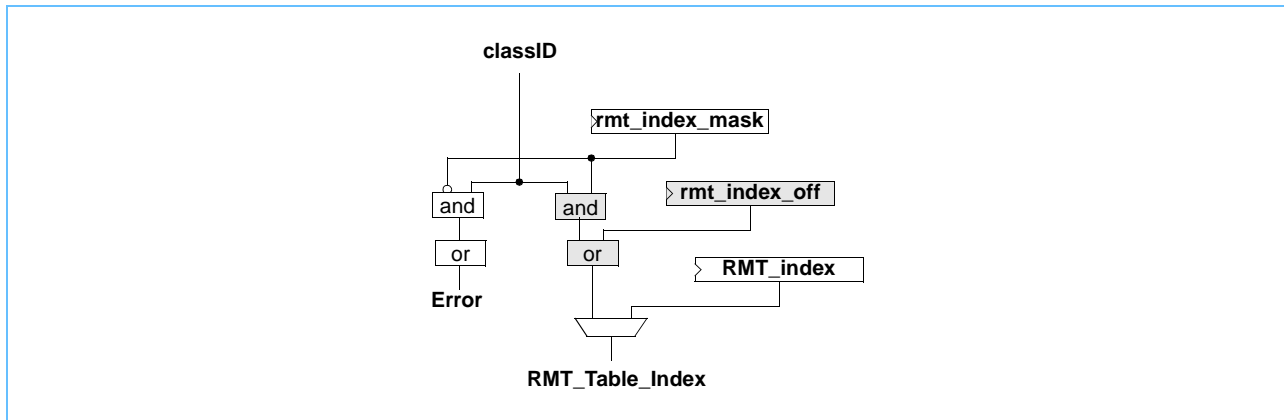 classID
rmt_index_mask
rmt_index_off
and
and
or
or
RMT_index
Error
RMT_Table_Index